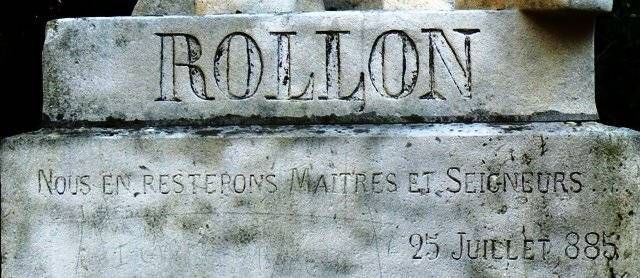 ROLLON
NOUS EN RESTERONS MAITRES ET SEIGNEURS....
25 JUILLET 885